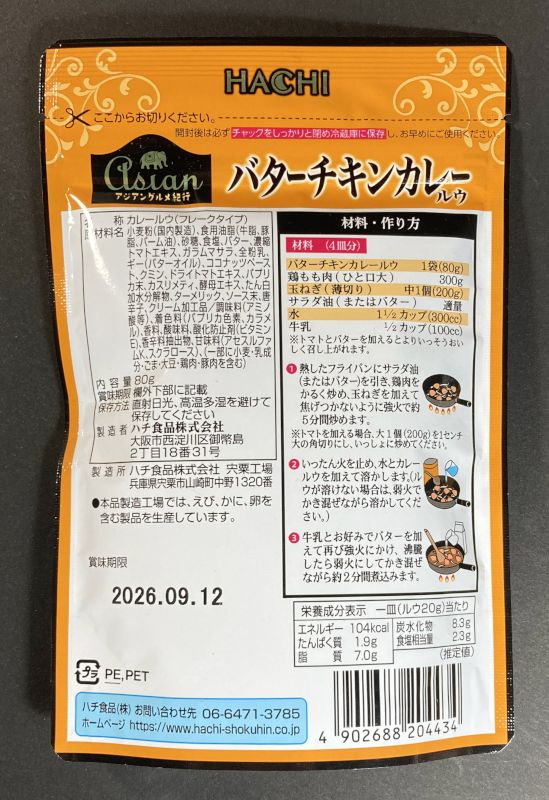 HACHI
ここからお切りください。
開封後は必ずチャックをしっかりと閉め冷蔵庫に保存し、お早めにご使用ください。
asian
アジアングルメ紀行
バターチキンカレー
ルウ
名 称 カレールウ(フレークタイプ)
原材料名 小麦粉(国内製造)、食用油脂(牛脂、豚
脂、パーム油)、砂糖、食塩、バター、濃縮
トマトエキス、ガラムマサラ、全粉乳、
ギー(バターオイル)、ココナッツペース
ト、クミン、ドライトマトエキス、パプリ
カ末、カスリメティ、酵母エキス、たん白
加水分解物、ターメリック、ソース末、唐
辛子、クリーム加工品/調味料(アミノ
酸等)、着色料(パプリカ色素、カラメ
ル)、香料、酸味料、酸化防止剤(ビタミン
E)、香辛料抽出物、甘味料(アセスルファ
ムK、スクラロース)、(一部に小麦・乳成
分・ごま・大豆・鶏肉・豚肉を含む)
内 容 量 80g
賞味期限 欄外下部に記載
保存方法 直射日光、高温多湿を避けて
保存してください。
製 造 者 ハチ食品株式会社
大阪市西淀川区御幣島
2丁目18番31号
製 造 所 ハチ食品株式会社 宍粟工場
兵庫県宍粟市山崎町中野1320番
●本品製造工場では、えび、かに、卵を
含む製品を生産しています。
賞味期限
2026.09.12
プラ
PE,PET
ハチ食品(株) お問い合わせ先 06-6471-3785
ホームページ https://www.hachi-shokuhin.co.jp
材料・作り方
材料 (4皿分)
バターチキンカレールウ 1袋(80g)
鶏もも肉(ひと口大) 300g
玉ねぎ(薄切り) 中1個(200g)
サラダ油(またはバター) 適量
水 1 1/2カップ(300cc)
牛乳 1/2カップ(100cc)
※トマトとバターを加えるとよりいっそうおい
しく召し上がれます。
1 熱したフライパンにサラダ油
(またはバター)を引き、鶏肉を
かるく炒め、玉ねぎを加えて
焦げつかないように強火で約
5分間炒めます。
※トマトを加える場合、大1個(200g)を1センチ
大の角切りにし、いっしょに炒めてください。
2 いったん火を止め、水とカレー
ルウを加えて溶かします。(ル
ウが溶けない場合は、弱火で
かき混ぜながら溶かしてくださ
い。)
3 牛乳とお好みでバターを加
えて再び強火にかけ、沸騰
したら弱火にしてかき混ぜ
ながら約2分間煮込みます。
栄養成分表示 一皿(ルウ20g)当たり
エネルギー 104kcal 炭水化物 8.3g
たんぱく質 1.9g 食塩相当量 2.3g
脂 質 7.0g (推定値)
4 902688 204434